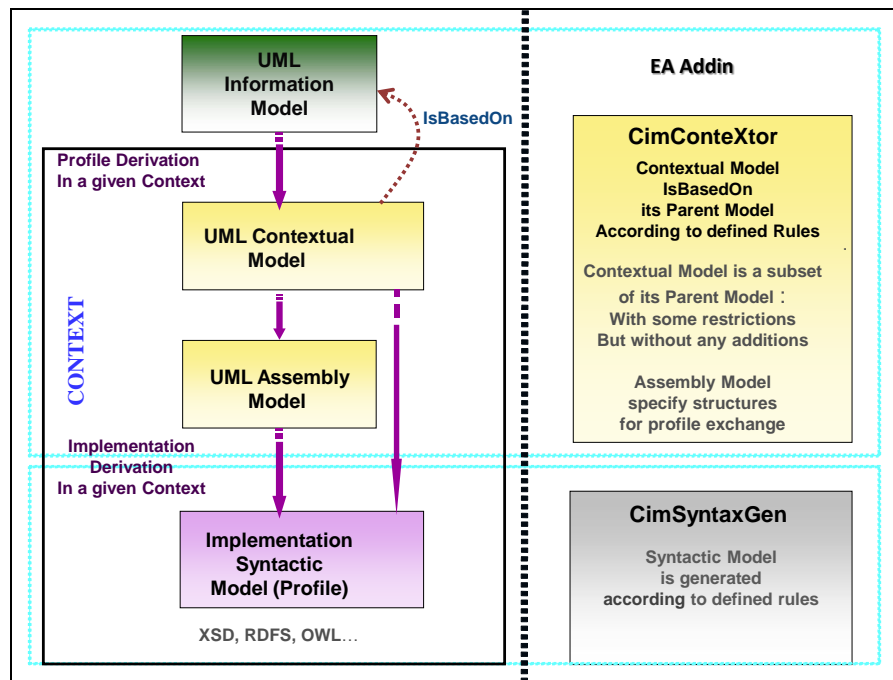 UML
Information
Model
IsBasedOn
Profile Derivation
In a given Context
UML Contextual
Model
CONTEXT
UML Assembly
Model
Implementation
Derivation
In a given Context
Implementation
Syntactic
Model (Profile)
XSD, RDFS, OWL...
EA Addin
CimConteXtor
Contextual Model
IsBasedOn
its Parent Model
According to defined Rules
.
Contextual Model is a subset
of its Parent Model :
With some restrictions
But without any additions
Assembly Model
specify structures
for profile exchange
CimSyntaxGen
Syntactic Model
is generated
according to defined rules